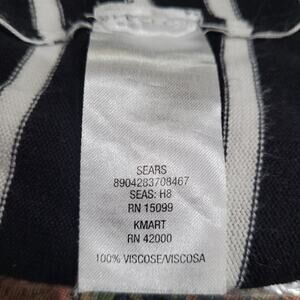 SEARS
8904283708467
SEAS: H8
RN 15099
KMART
RN 42000
100% VISCOSE/VISCOSA